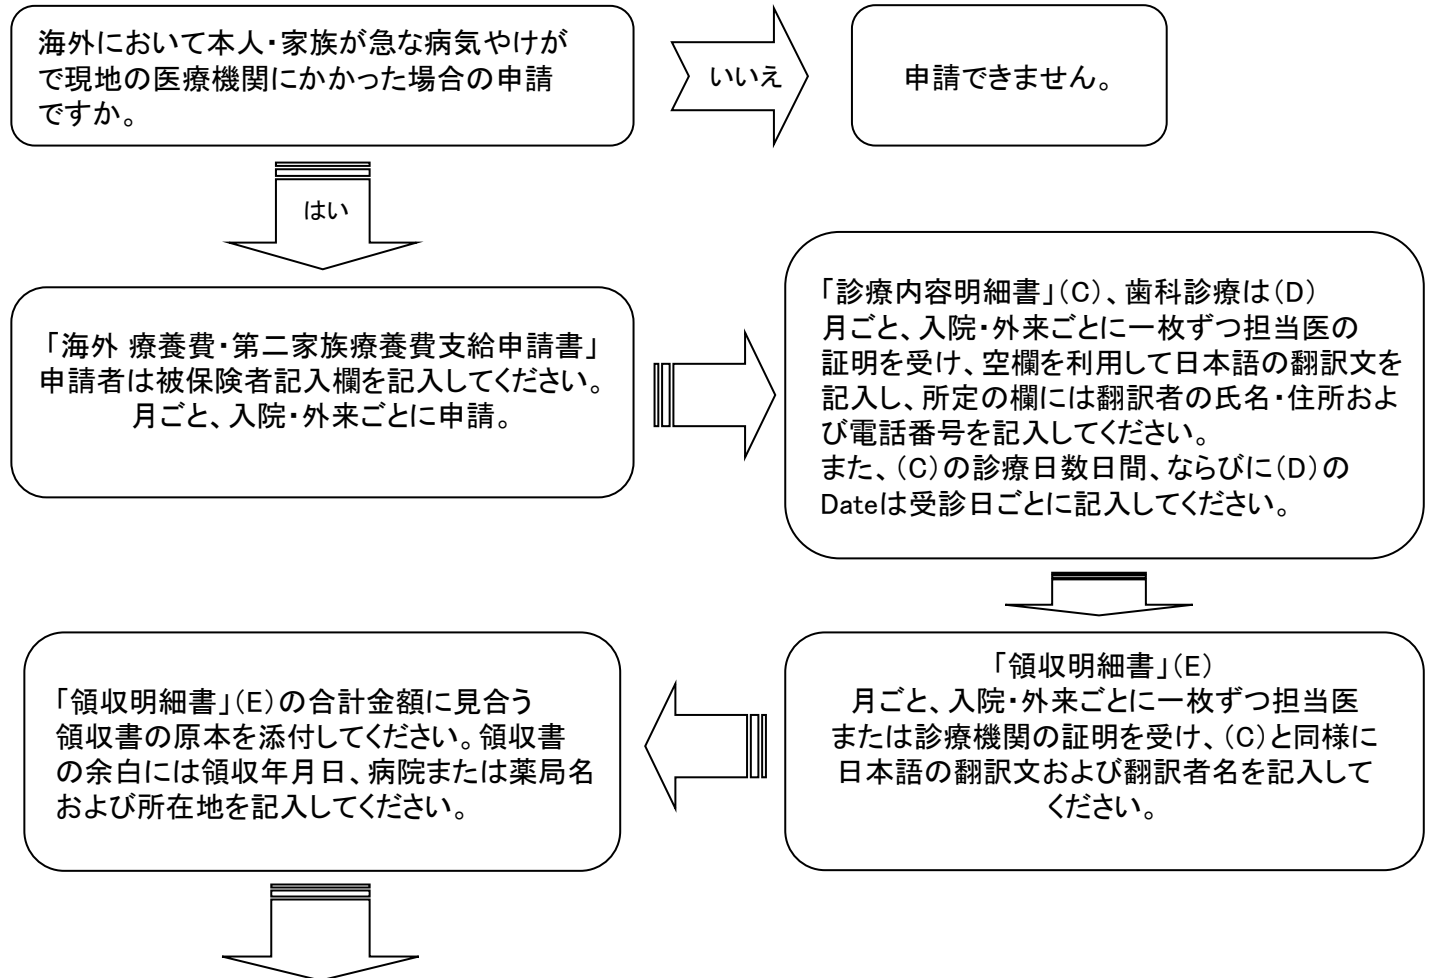 海外において本人・家族が急な病気やけが
で現地の医療機関にかかった場合の申請
ですか。
いいえ
申請できません。
はい
「海外 療養費・第二家族療養費支給申請書」
申請者は被保険者記入欄を記入してください。
月ごと、入院・外来ごとに申請。
「診療内容明細書」(C)、歯科診療は(D)
月ごと、入院・外来ごとに一枚ずつ担当医の
証明を受け、空欄を利用して日本語の翻訳文を
記入し、所定の欄には翻訳者の氏名・住所およ
び電話番号を記入してください。
また、(C)の診療日数日間、ならびに(D)の
Dateは受診日ごとに記入してください。
「領収明細書」(E)
月ごと、入院・外来ごとに一枚ずつ担当医
または診療機関の証明を受け、(C)と同様に
日本語の翻訳文および翻訳者名を記入して
ください。
「領収明細書」(E)の合計金額に見合う
領収書の原本を添付してください。領収書
の余白には領収年月日、病院または薬局名
および所在地を記入してください。